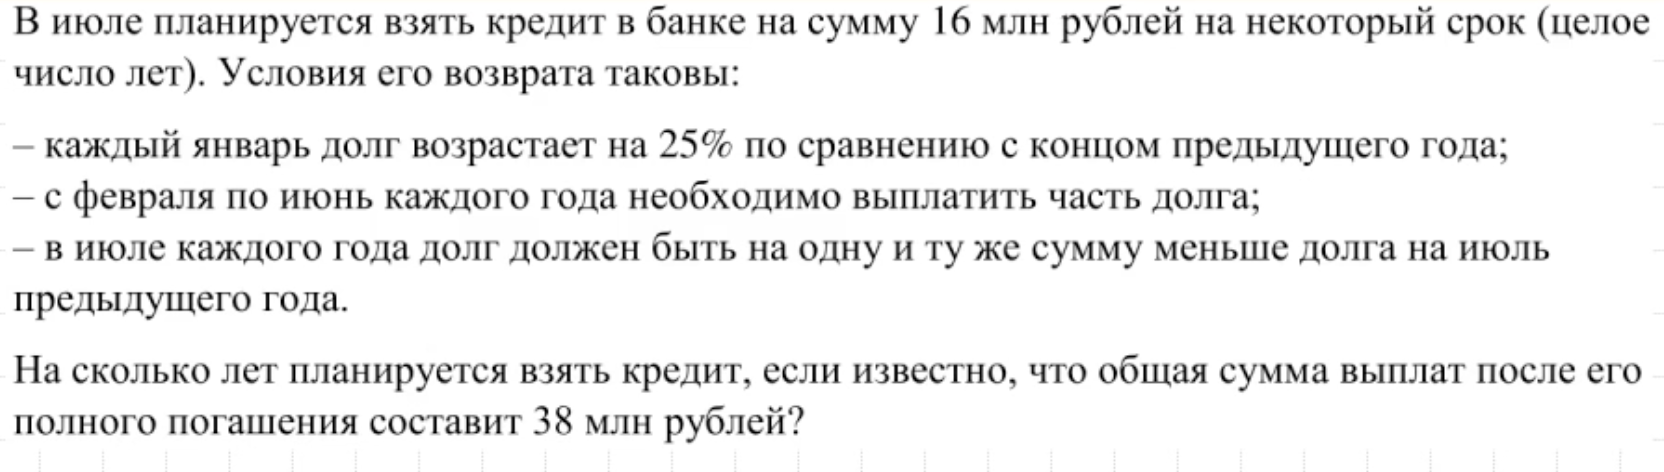 В июле планируется взять кредит в банке на сумму 16 млн рублей на некоторый срок (целое
число лет). Условия его возврата таковы:
– каждый январь долг возрастает на 25% по сравнению с концом предыдущего года;
– с февраля по июнь каждого года необходимо выплатить часть долга;
– в июле каждого года долг должен быть на одну и ту же сумму меньше долга на июль
предыдущего года.
На сколько лет планируется взять кредит, если известно, что общая сумма выплат после его
полного погашения составит 38 млн рублей?